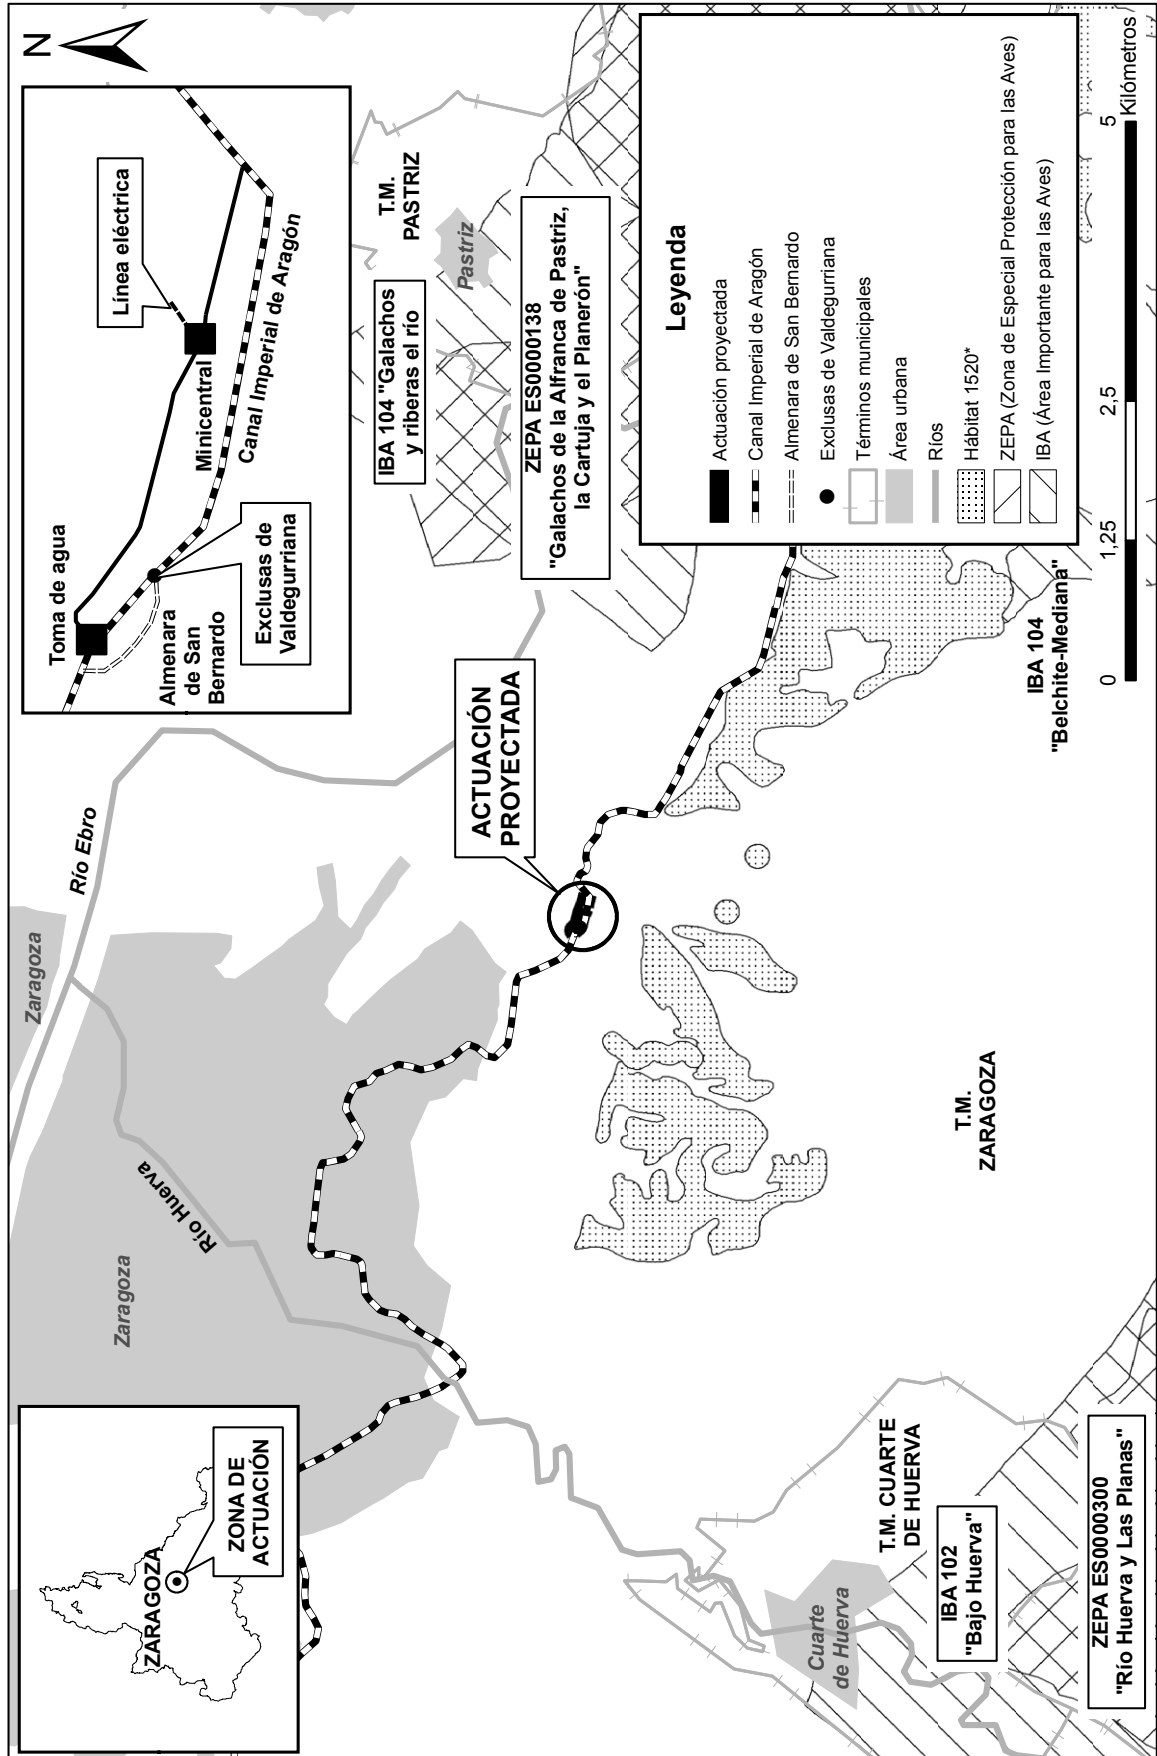 N
ZARAGOZA
ZONA DE
ACTUACIÓN
Zaragoza
Zaragoza
Río Huerva
Río Ebro
Toma de agua
Línea eléctrica
Minicentral
Canal Imperial de Aragón
Almenara
de San
Bernardo
Exclusas de
Valdegurriana
ACTUACIÓN
PROYECTADA
T.M.
PASTRIZ
Pastriz
IBA 104 "Galachos
y riberas el río
ZEPA ES0000138
"Galachos de la Alfranca de Pastriz,
la Cartuja y el Planerón"
T.M. CUARTE
DE HUERVA
Cuarte
de Huerva
IBA 102
"Bajo Huerva"
ZEPA ES0000300
"Río Huerva y Las Planas"
T.M.
ZARAGOZA
IBA 104
"Belchite-Mediana"
Leyenda
Actuación proyectada
Canal Imperial de Aragón
Almenara de San Bernardo
Exclusas de Valdegurriana
Términos municipales
Área urbana
Ríos
Hábitat 1520*
ZEPA (Zona de Especial Protección para las Aves)
IBA (Área Importante para las Aves)
0 1,25 2,5 5
Kilómetros